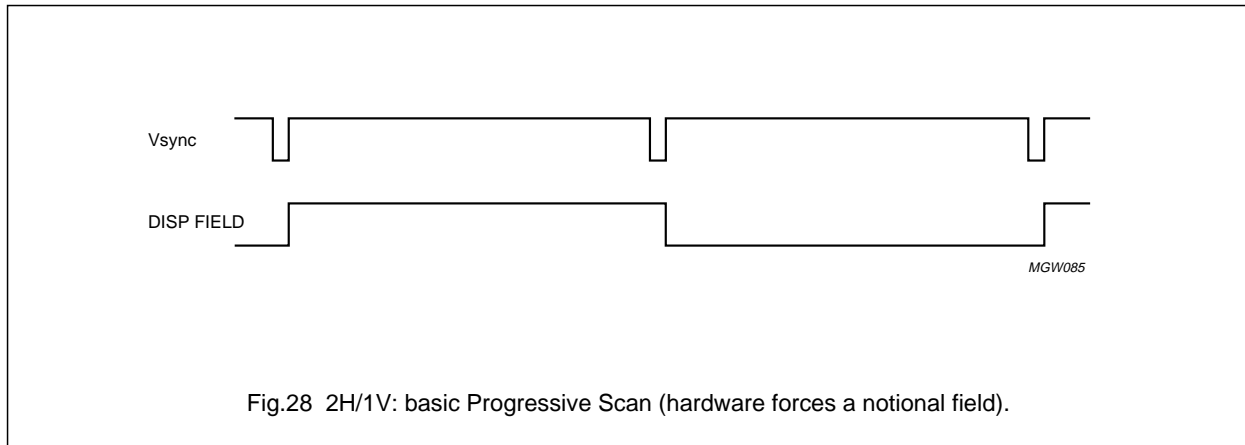 Vsync
DISP FIELD
MGW085
Fig.28 2H/1V: basic Progressive Scan (hardware forces a notional field).